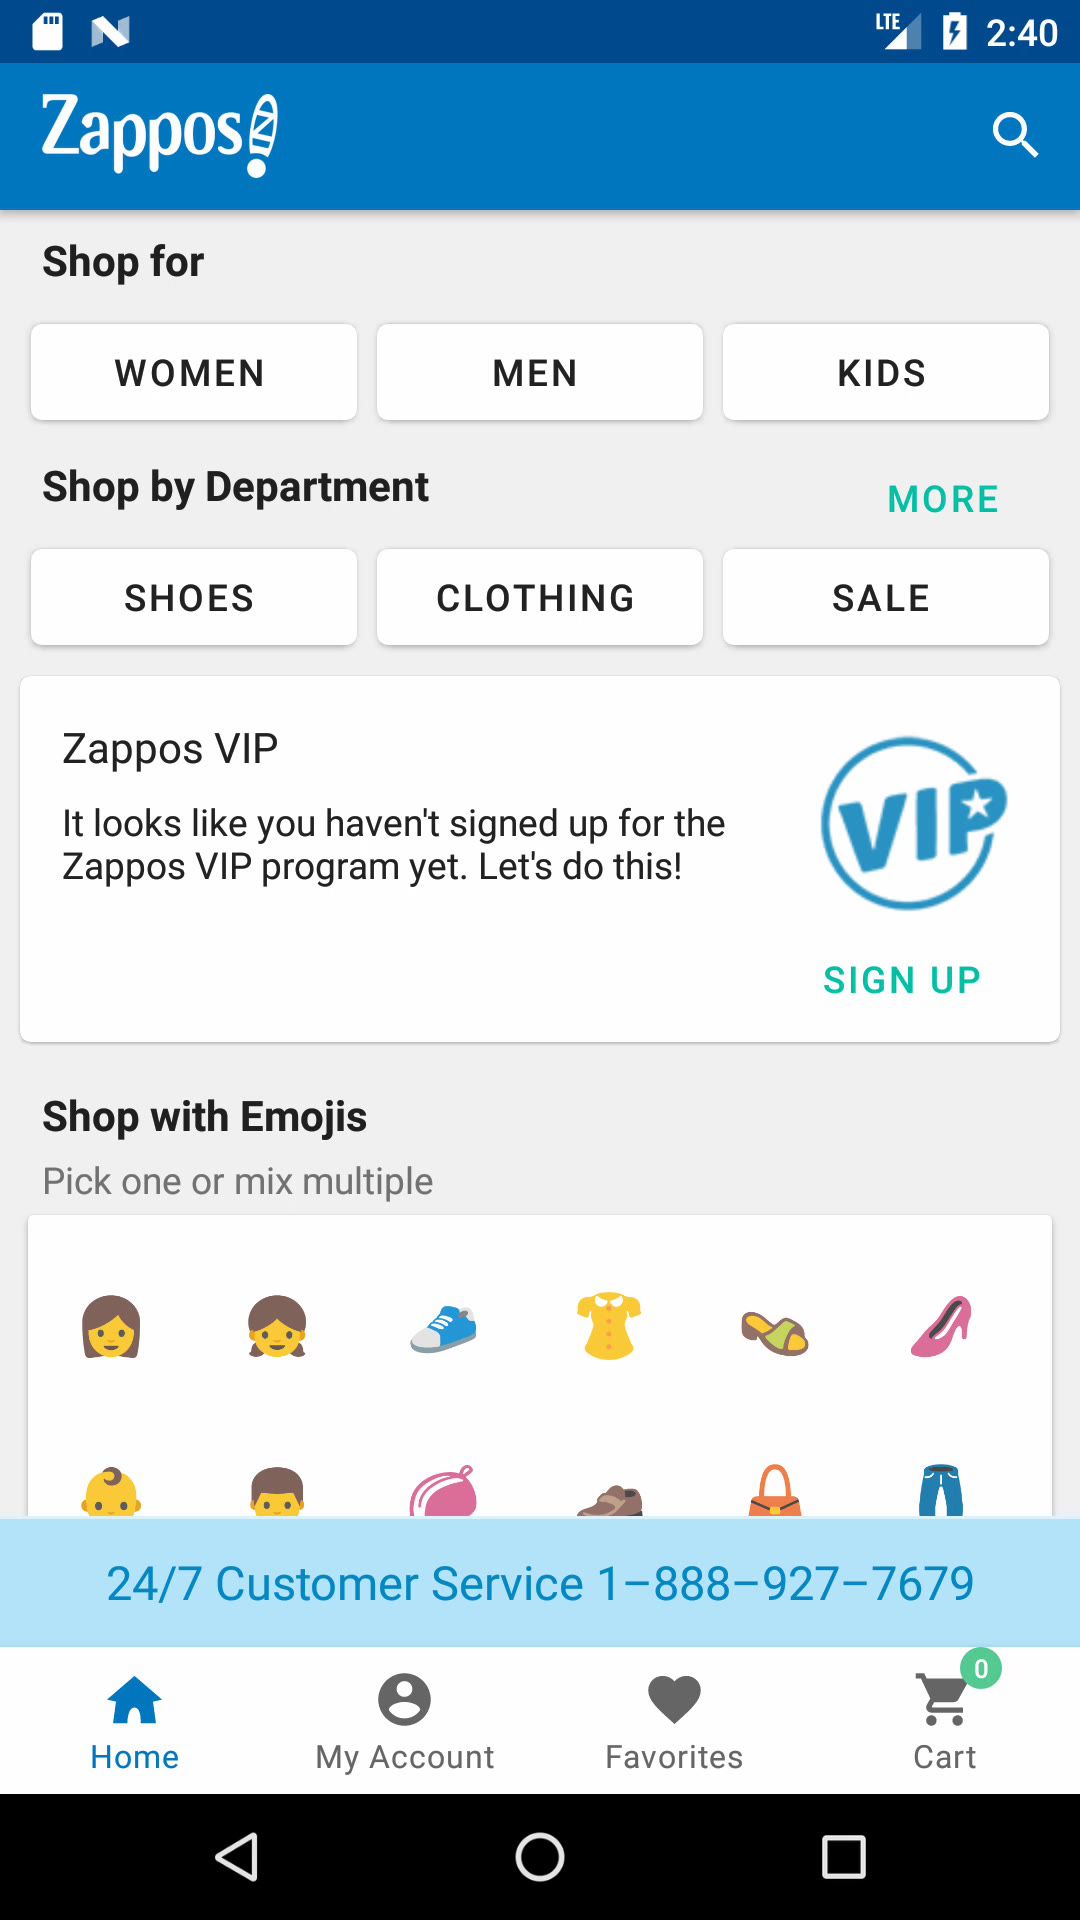 LTE 2:40
Zappos
Shop for
WOMEN MEN KIDS
Shop by Department MORE
SHOES CLOTHING SALE
Zappos VIP
It looks like you haven't signed up for the
Zappos VIP program yet. Let's do this!
VIP
SIGN UP
Shop with Emojis
Pick one or mix multiple
24/7 Customer Service 1–888–927–7679
0
Home My Account Favorites Cart